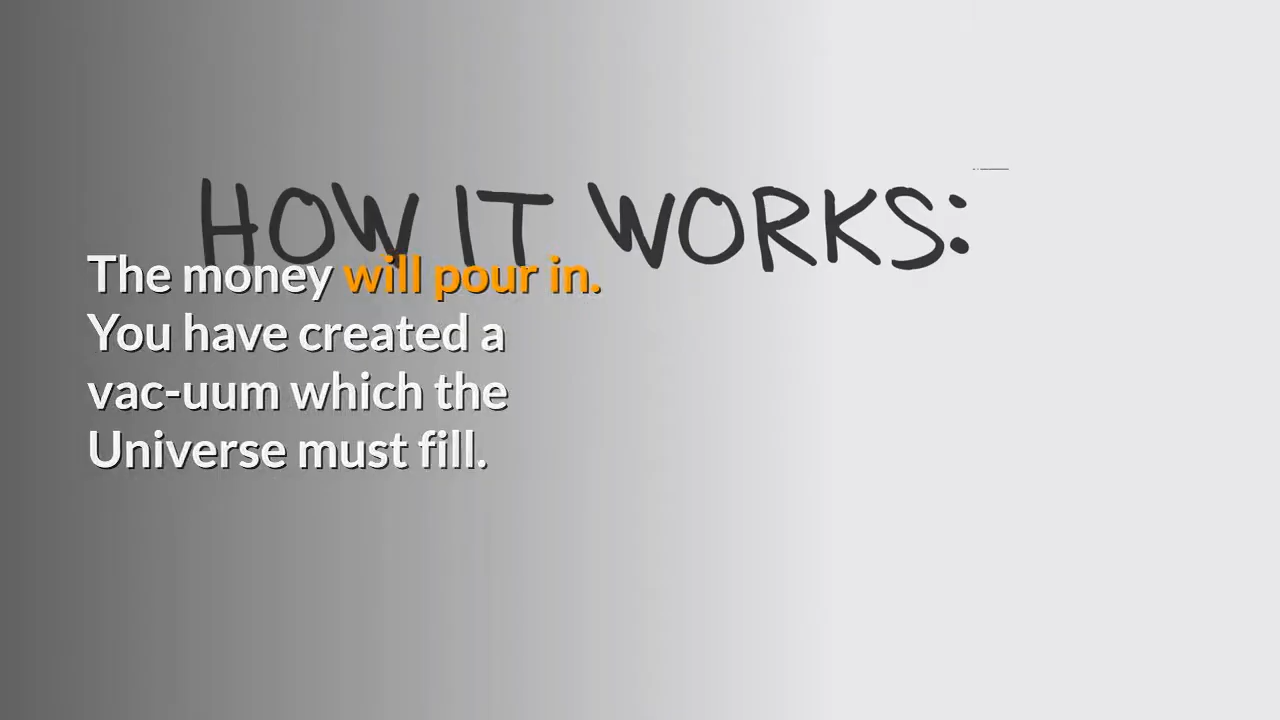 HOW IT WORKS:
The money will pour in.
You have created a
vac-uum which the
Universe must fill.